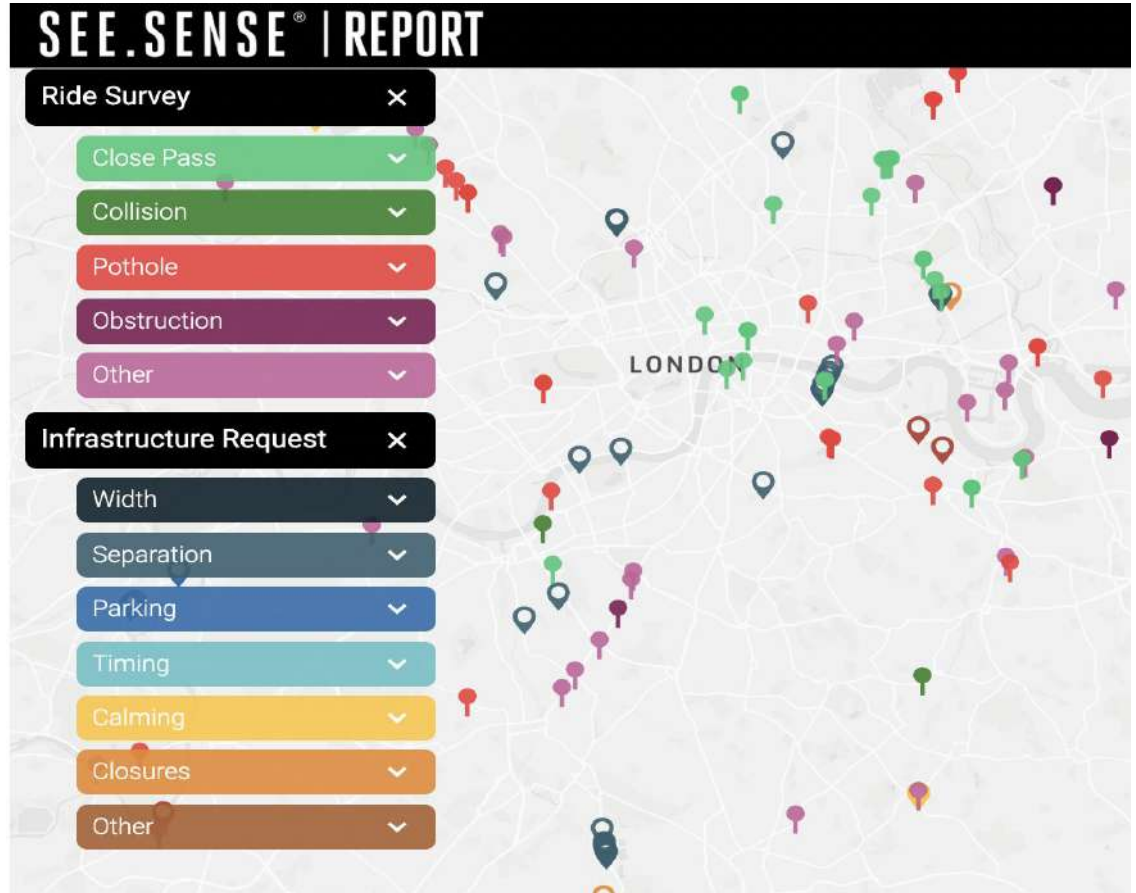 SEE.SENSE® | REPORT
Ride Survey
Close Pass
Collision
Pothole
Obstruction
Other
LONDON
Infrastructure Request
Width
Separation
Parking
Timing
Calming
Closures
Other